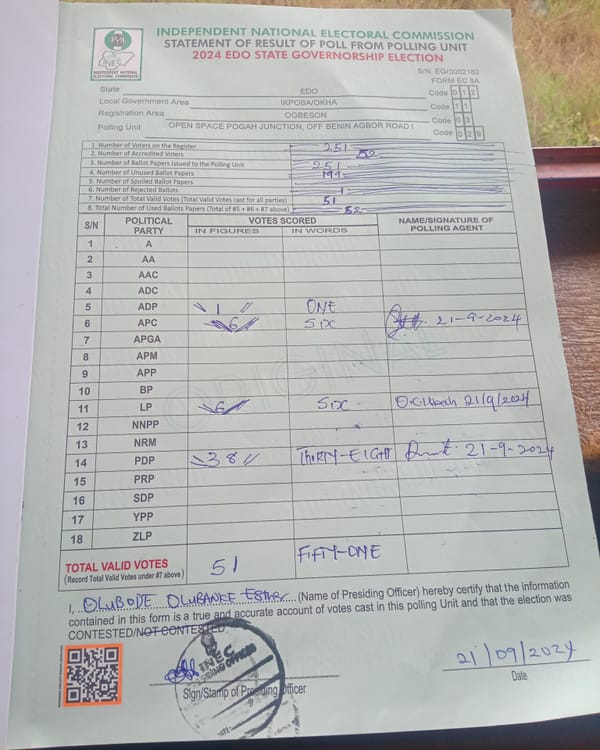 INDEPENDENT NATIONAL ELECTORAL COMMISSION
STATEMENT OF RESULT OF POLL FROM POLLING UNIT
2024 EDO STATE GOVERNORSHIP ELECTION
INEC
INDEPENDENT NATIONAL ELECTORAL COMMISSION
S/N: EG/0002182
FORM EC 8A
State EDO Code 0 1 2
Local Government Area IKPOBA/OKHA Code 1 1
Registration Area OGBESON Code 0 3
Polling Unit OPEN SPACE POGAH JUNCTION, OFF BENIN AGBOR ROAD I Code 0 2 9
1. Number of Voters on the Register 251
2. Number of Accredited Voters 52
3. Number of Ballot Papers Issued to the Polling Unit 251
4. Number of Unused Ballot Papers 199
5. Number of Spoiled Ballot Papers
6. Number of Rejected Ballots 1
7. Number of Total Valid Votes (Total Valid Votes cast for all parties) 51
8. Total Number of Used Ballots Papers (Total of #5 + #6 + #7 above) 52
S/N POLITICAL PARTY VOTES SCORED NAME/SIGNATURE OF POLLING AGENT
IN FIGURES IN WORDS
1 A
2 AA
3 AAC
4 ADC
5 ADP 1 ONE
6 APC 6 SIX 21-9-2024
7 APGA
8 APM
9 APP
10 BP
11 LP 6 SIX 21/9/2024
12 NNPP
13 NRM
14 PDP 38 THIRTY-EIGHT 21-9-2024
15 PRP
16 SDP
17 YPP
18 ZLP
ORIGINAL
TOTAL VALID VOTES 51 FIFTY-ONE
(Record Total Valid Votes under #7 above)
I, OLUBODE OLUBANKE ESTHER (Name of Presiding Officer) hereby certify that the information
contained in this form is a true and accurate account of votes cast in this polling Unit and that the election was
CONTESTED/NOT CONTESTED
INEC
PRESIDING OFFICER
DATE
Sign/Stamp of Presiding Officer
21/09/2024
Date